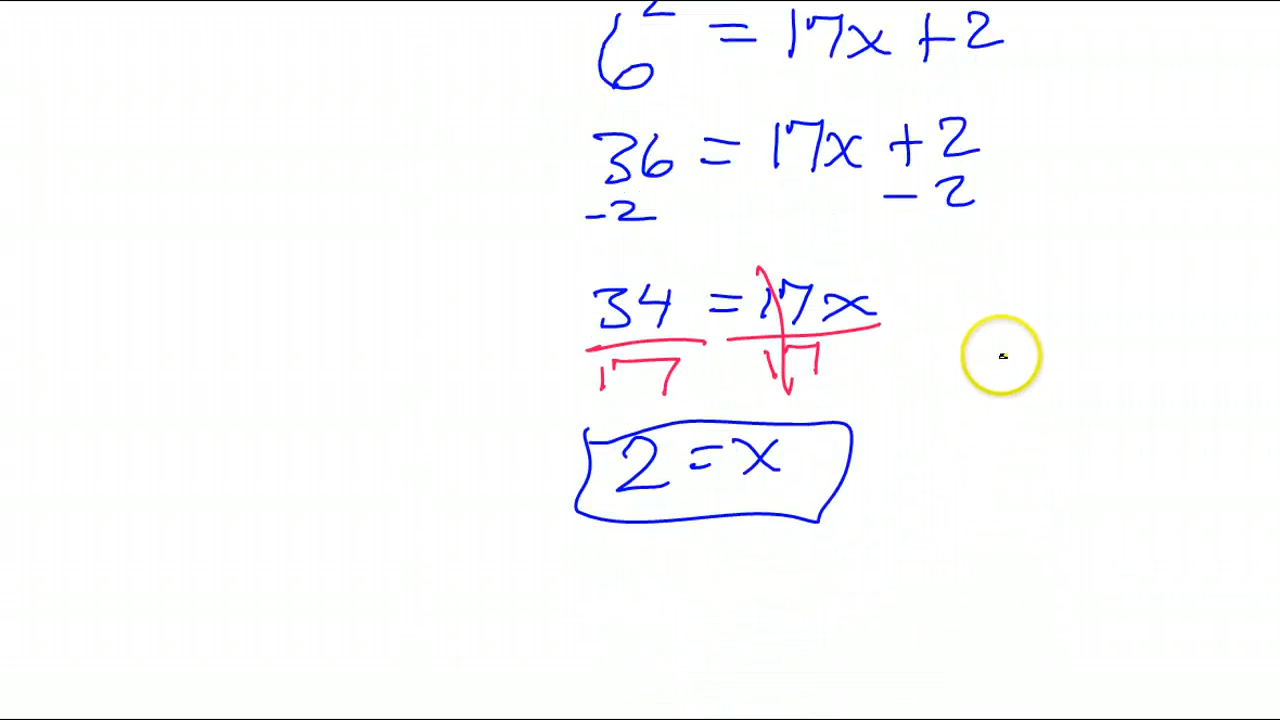 6² = 17x + 2
36 = 17x + 2
-2 - 2
34 = 17x
17 17
2 = x